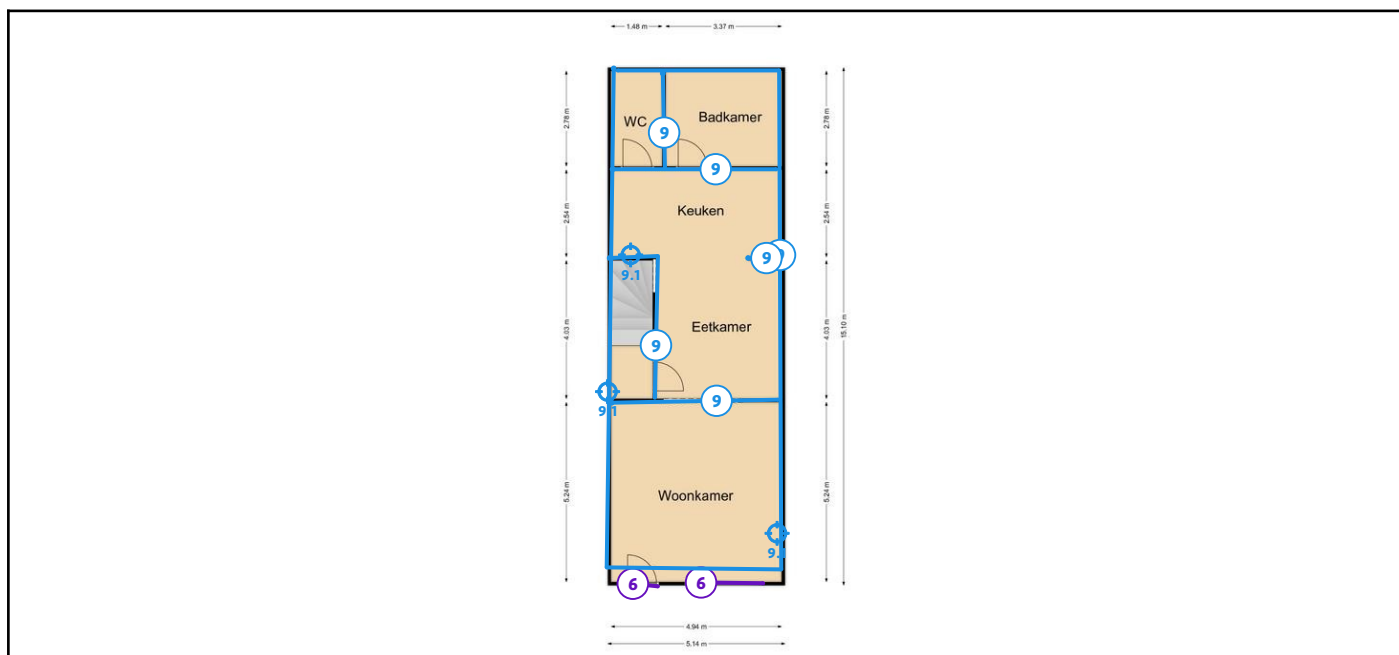 1.48 m
3.37 m
2.78 m
WC
Badkamer
2.78 m
9
9
2.54 m
Keuken
2.54 m
9
9.1
4.03 m
Eetkamer
4.03 m
15.10 m
9
9.1
9
5.24 m
Woonkamer
5.24 m
6
6
4.94 m
5.14 m